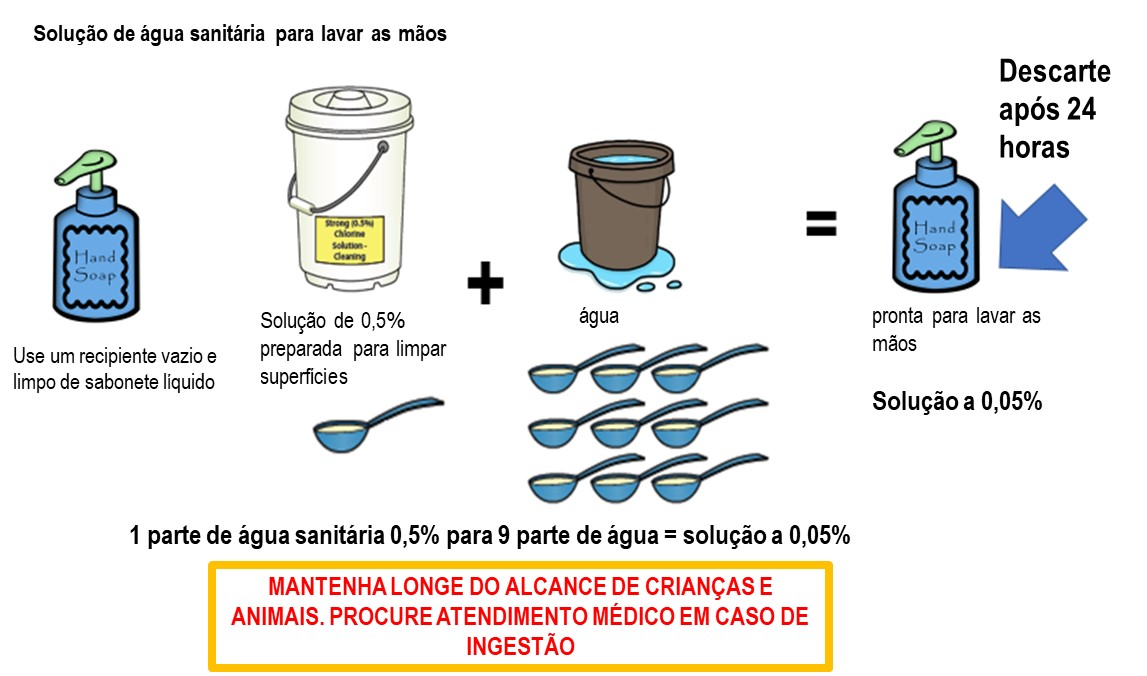 Solução de água sanitária para lavar as mãos
Descarte
após 24
horas
Hand
Soap
Strong (0.5%)
Chlorine
Solution -
Cleaning
+
=
Hand
Soap
Use um recipiente vazio e
limpo de sabonete líquido
Solução de 0,5%
preparada para limpar
superfícies
água
pronta para lavar as
mãos
Solução a 0,05%
1 parte de água sanitária 0,5% para 9 parte de água = solução a 0,05%
MANTENHA LONGE DO ALCANCE DE CRIANÇAS E
ANIMAIS. PROCURE ATENDIMENTO MÉDICO EM CASO DE
INGESTÃO